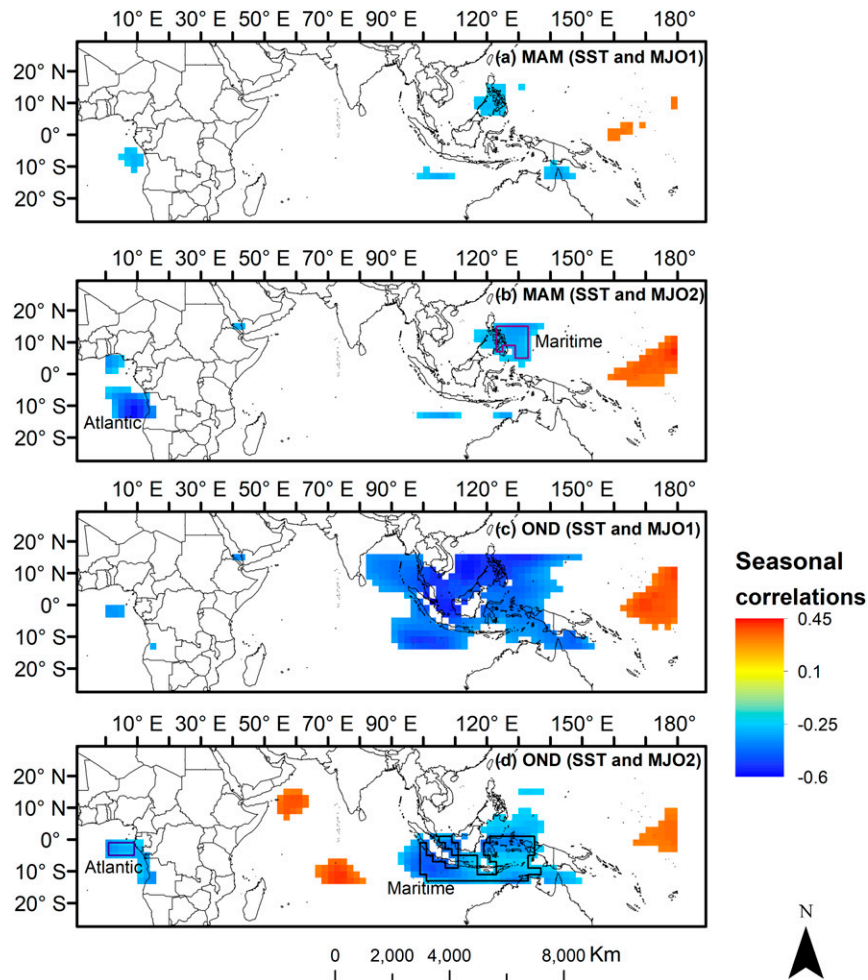 10° E 30° E 50° E 70° E 90° E 120° E 150° E 180°
(a) MAM (SST and MJO1)
20° N
10° N
0°
10° S
20° S
10° E 30° E 50° E 70° E 90° E 120° E 150° E 180°
(b) MAM (SST and MJO2)
20° N
10° N
Maritime
0°
10° S
Atlantic
20° S
10° E 30° E 50° E 70° E 90° E 120° E 150° E 180°
(c) OND (SST and MJO1)
20° N
10° N
0°
10° S
20° S
Seasonal
correlations
0.45
0.1
-0.25
-0.6
10° E 30° E 50° E 70° E 90° E 120° E 150° E 180°
(d) OND (SST and MJO2)
20° N
10° N
0°
Atlantic
10° S
Maritime
20° S
0 2,000 4,000 8,000 Km
N